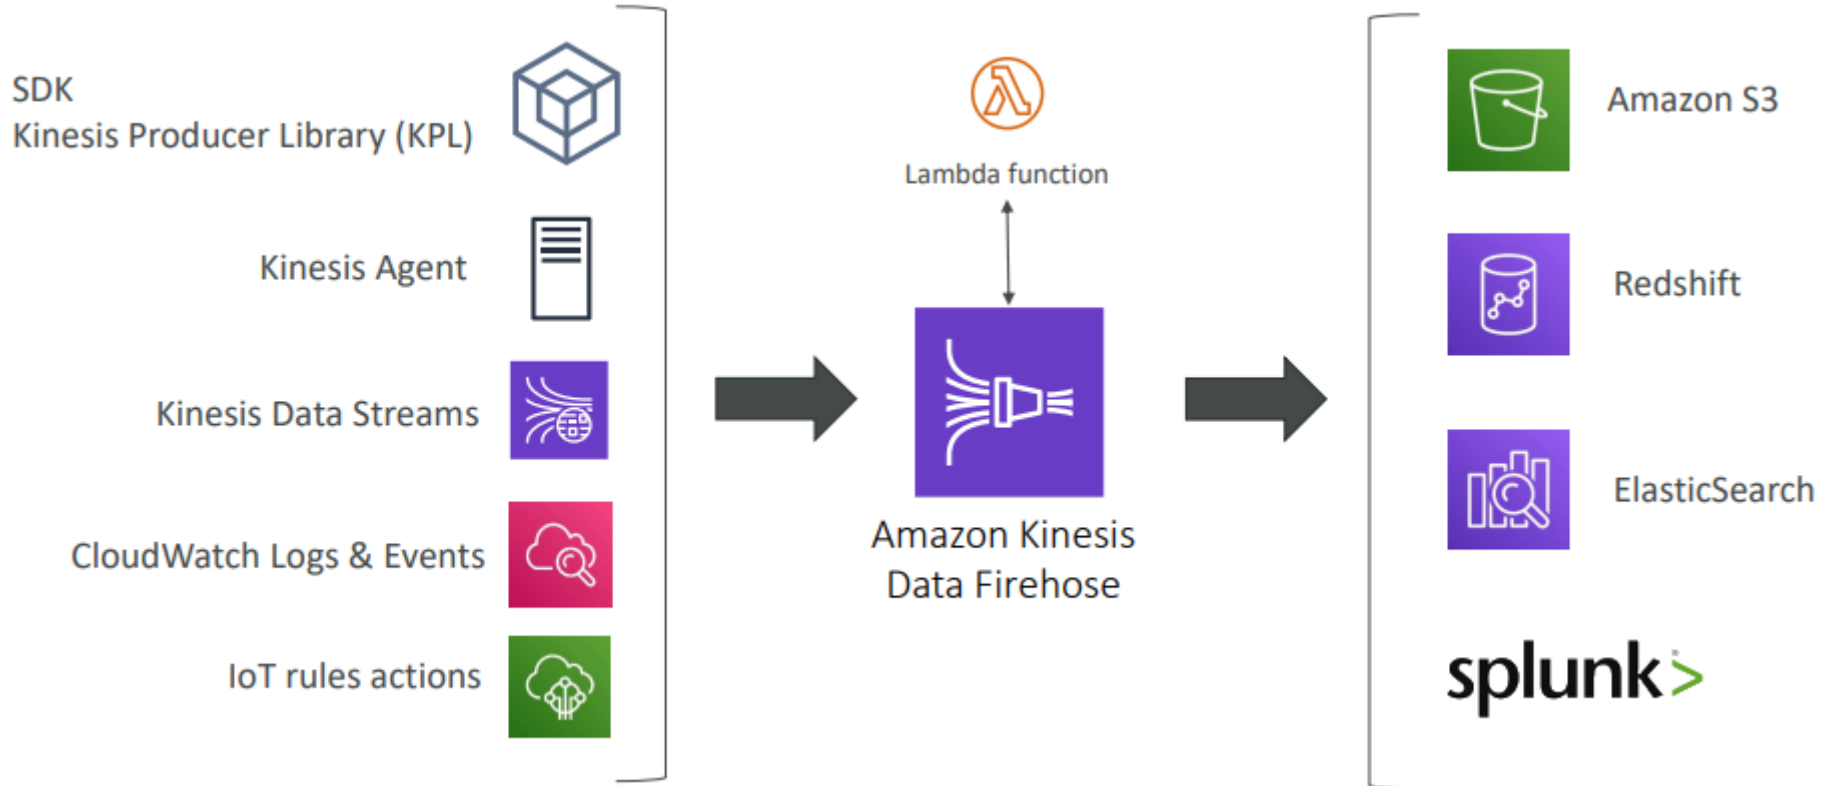 SDK
Kinesis Producer Library (KPL)
Kinesis Agent
Kinesis Data Streams
CloudWatch Logs & Events
IoT rules actions
Lambda function
Amazon Kinesis
Data Firehose
Amazon S3
Redshift
ElasticSearch
splunk>